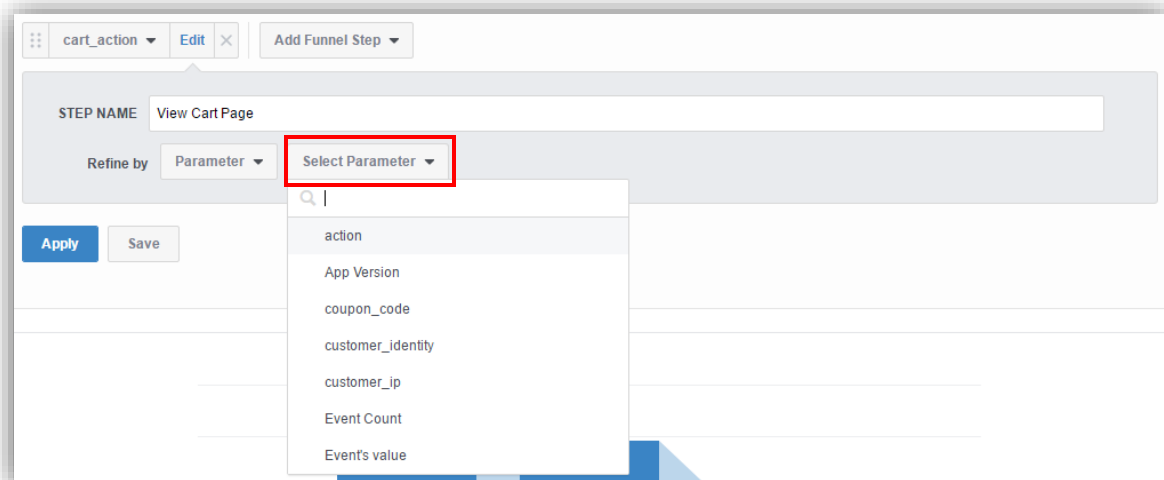 cart_action Edit Add Funnel Step
STEP NAME View Cart Page
Refine by Parameter Select Parameter
action
Apply Save
App Version
coupon_code
customer_identity
customer_ip
Event Count
Event's value